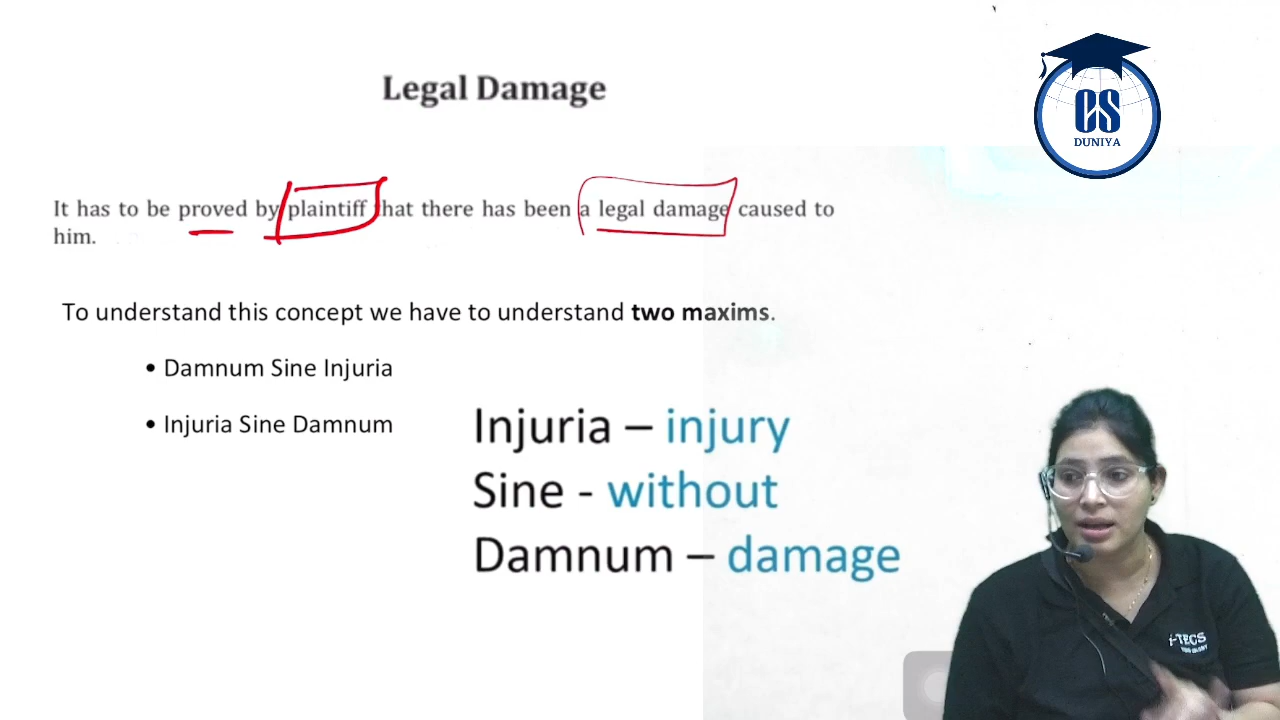 Legal Damage
CS
DUNIYA
It has to be proved by plaintiff that there has been a legal damage caused to
him.
To understand this concept we have to understand two maxims.
• Damnum Sine Injuria
• Injuria Sine Damnum
Injuria – injury
Sine - without
Damnum – damage
i-TECS